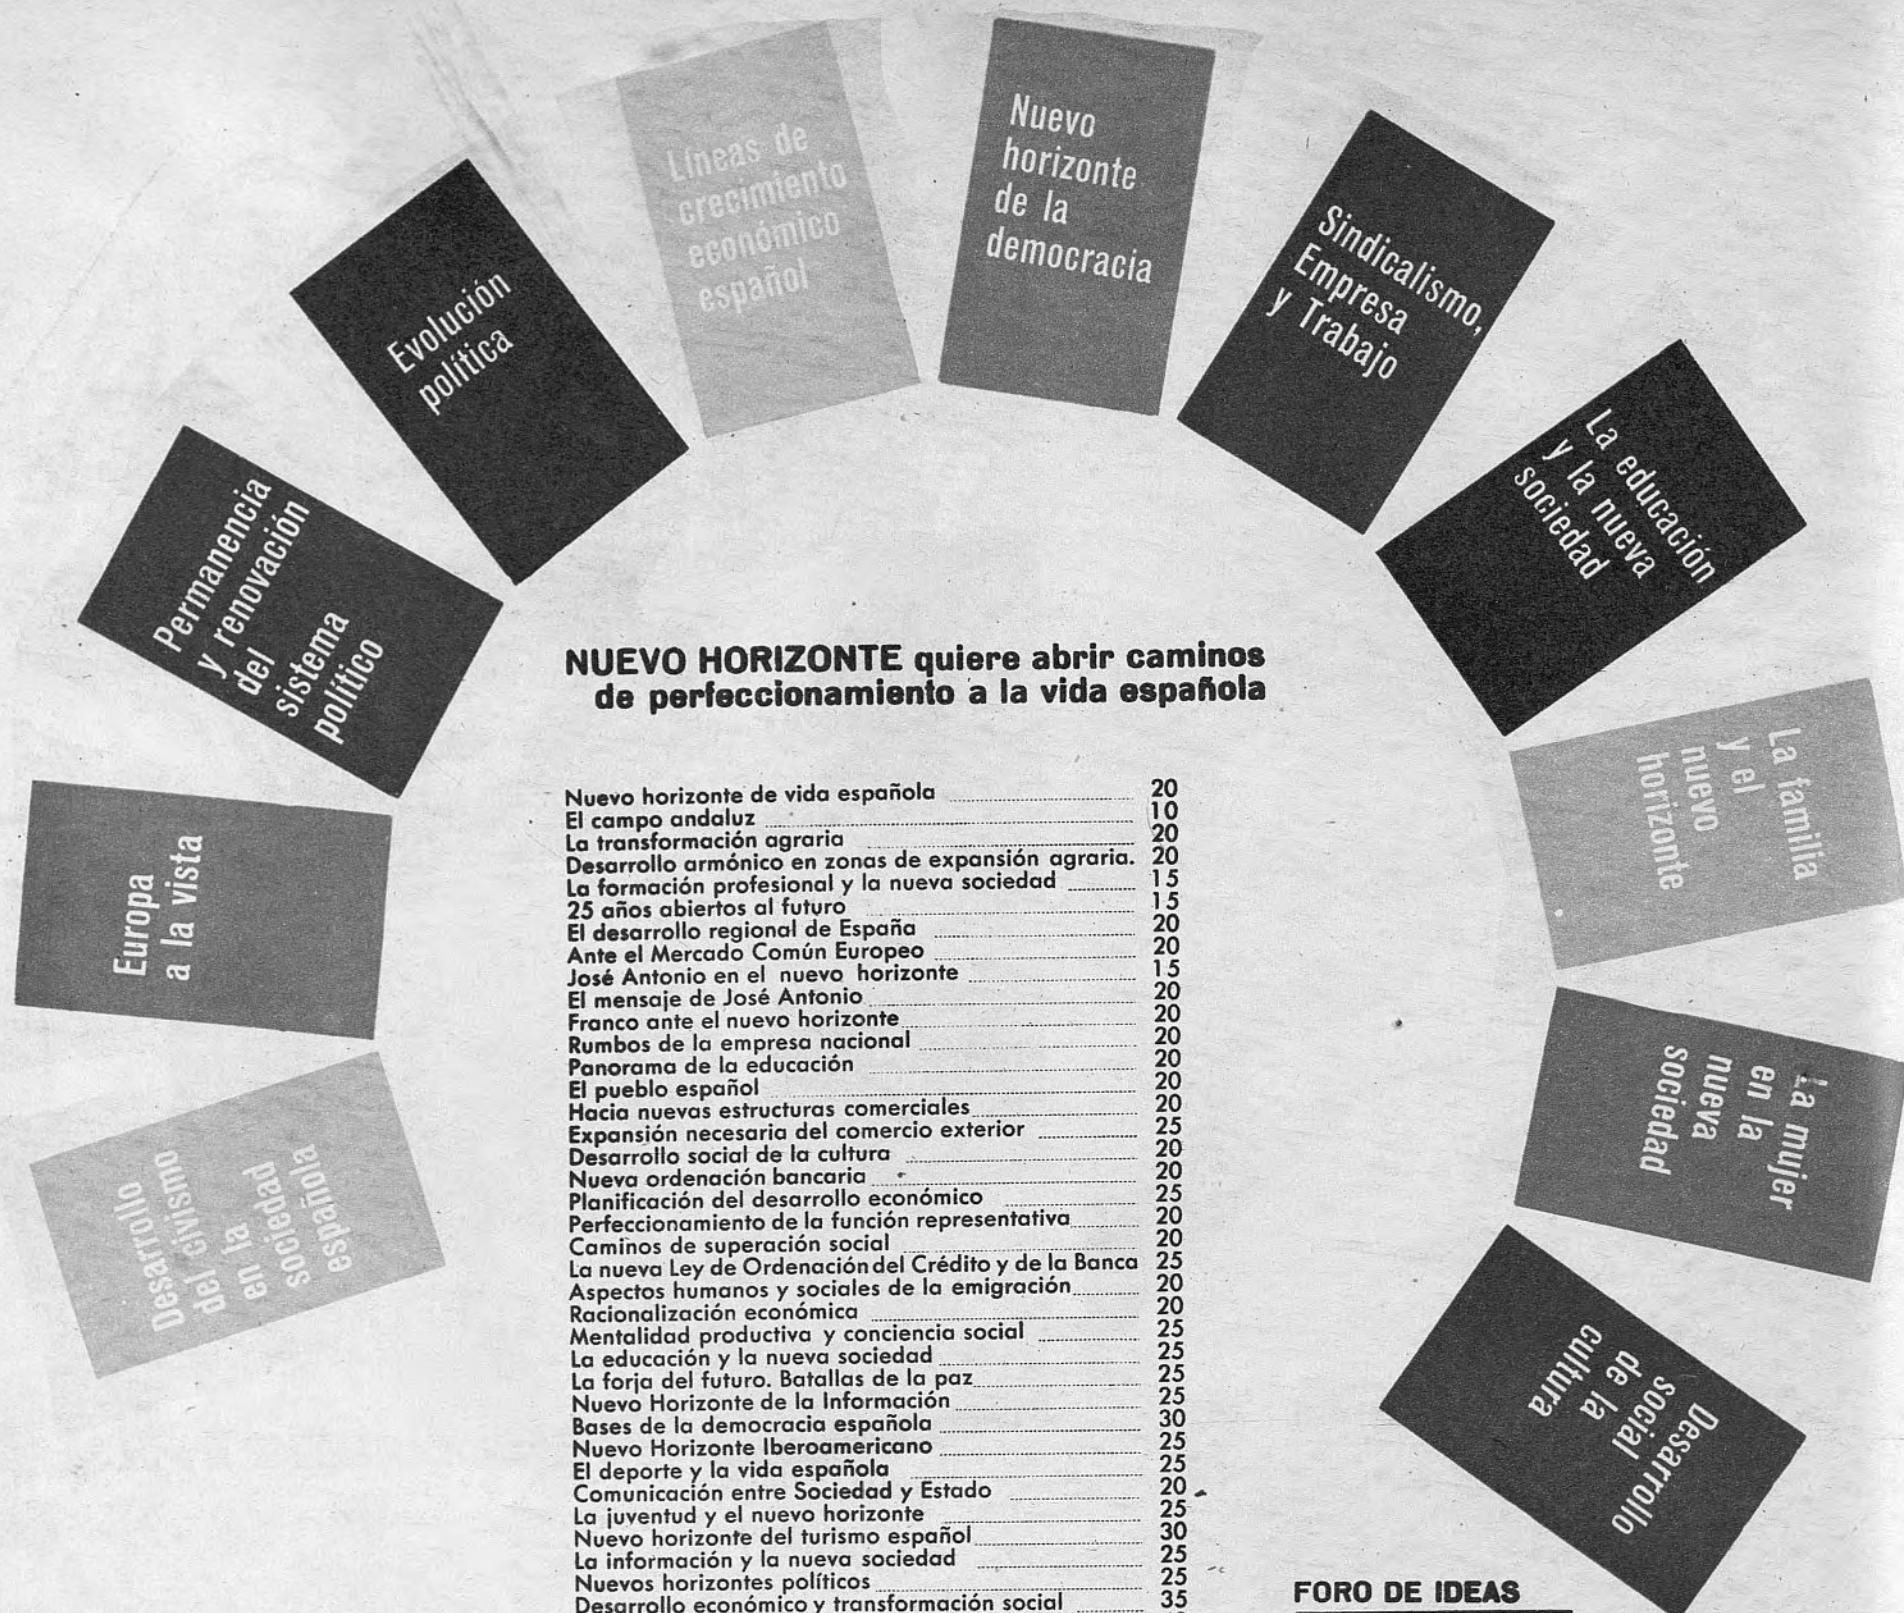 Líneas de
crecimiento
económico
español
Nuevo
horizonte
de la
democracia
Sindicalismo,
Empresa
y Trabajo
Evolución
política
La educación
y la nueva
sociedad
Permanencia
y renovación
del
sistema
político
La familia
y el
nuevo
horizonte
Europa
a la vista
La mujer
en la
nueva
sociedad
Desarrollo
del civismo
en la
sociedad
española
Desarrollo
social
de la
cultura
NUEVO HORIZONTE quiere abrir caminos
de perfeccionamiento a la vida española
Nuevo horizonte de vida española 20
El campo andaluz 10
La transformación agraria 20
Desarrollo armónico en zonas de expansión agraria. 20
La formación profesional y la nueva sociedad 15
25 años abiertos al futuro 15
El desarrollo regional de España 20
Ante el Mercado Común Europeo 20
José Antonio en el nuevo horizonte 15
El mensaje de José Antonio 20
Franco ante el nuevo horizonte 20
Rumbos de la empresa nacional 20
Panorama de la educación 20
El pueblo español 20
Hacia nuevas estructuras comerciales 20
Expansión necesaria del comercio exterior 25
Desarrollo social de la cultura 20
Nueva ordenación bancaria 20
Planificación del desarrollo económico 25
Perfeccionamiento de la función representativa 20
Caminos de superación social 20
La nueva Ley de Ordenación del Crédito y de la Banca 25
Aspectos humanos y sociales de la emigración 20
Racionalización económica 20
Mentalidad productiva y conciencia social 25
La educación y la nueva sociedad 25
La forja del futuro. Batallas de la paz 25
Nuevo Horizonte de la Información 25
Bases de la democracia española 30
Nuevo Horizonte Iberoamericano 25
El deporte y la vida española 25
Comunicación entre Sociedad y Estado 20
La juventud y el nuevo horizonte 25
Nuevo horizonte del turismo español 30
La información y la nueva sociedad 25
Nuevos horizontes políticos 25
Desarrollo económico y transformación social 35
FORO DE IDEAS